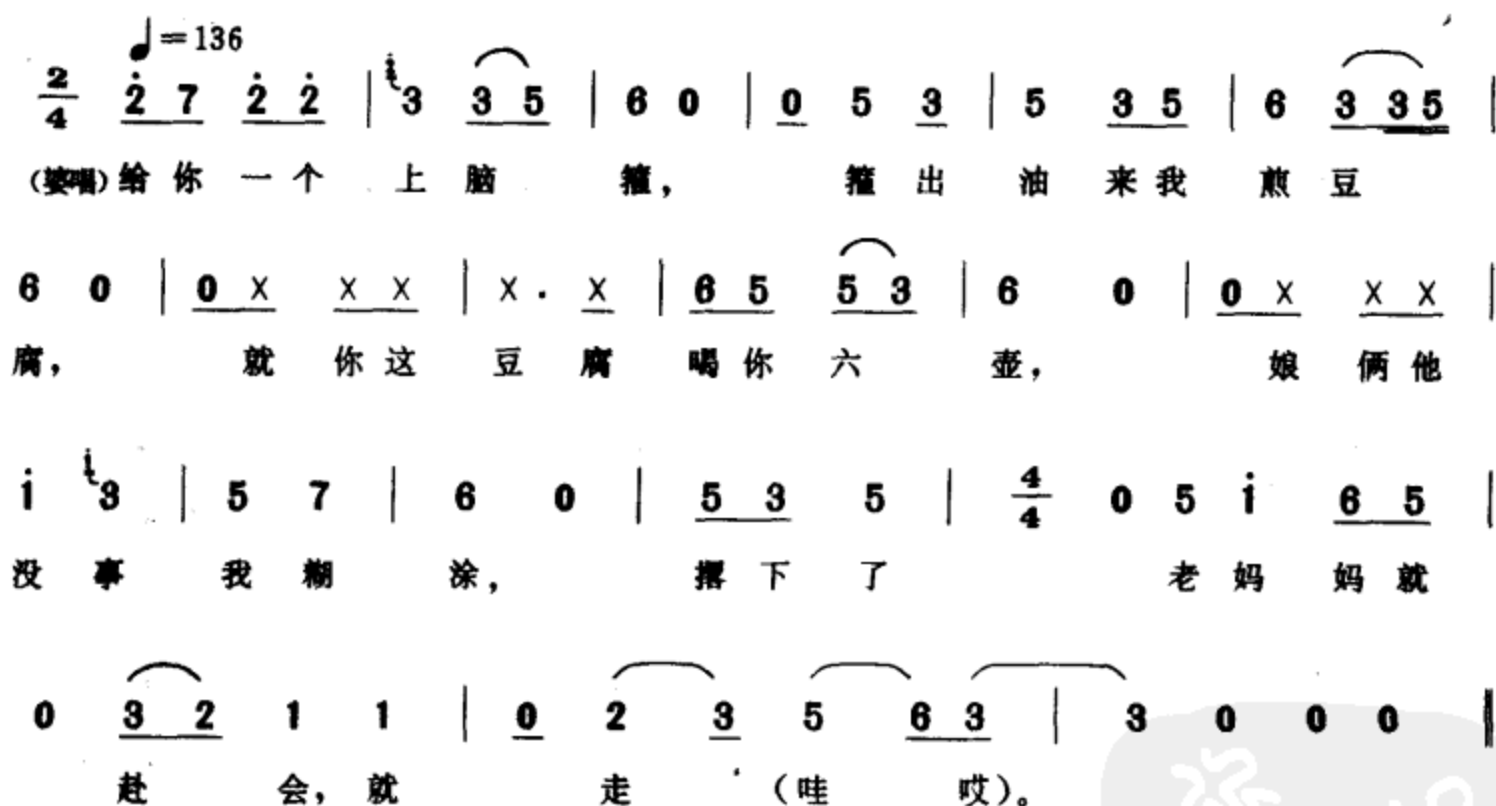 ♩=136
2/4 2̇ 7 2̇ 2̇ | 3 3 5 | 6 0 | 0 5 3 | 5 3 5 | 6 3 3 5 |
(婆唱)给你一个上脑箍，箍出油来我煎豆
6 0 | 0 X X X | X · X | 6 5 5 3 | 6 0 | 0 X X X |
腐，就你这豆腐喝你六壶，娘俩他
1̇ 3 | 5 7 | 6 0 | 5 3 5 | 4/4 0 5 1̇ 6 5 |
没事我糊涂，撂下了老妈妈就
0 3 2 1 1 | 0 2 3 5 6 3 | 3 0 0 0 ‖
赴会，就走(哇哎)。